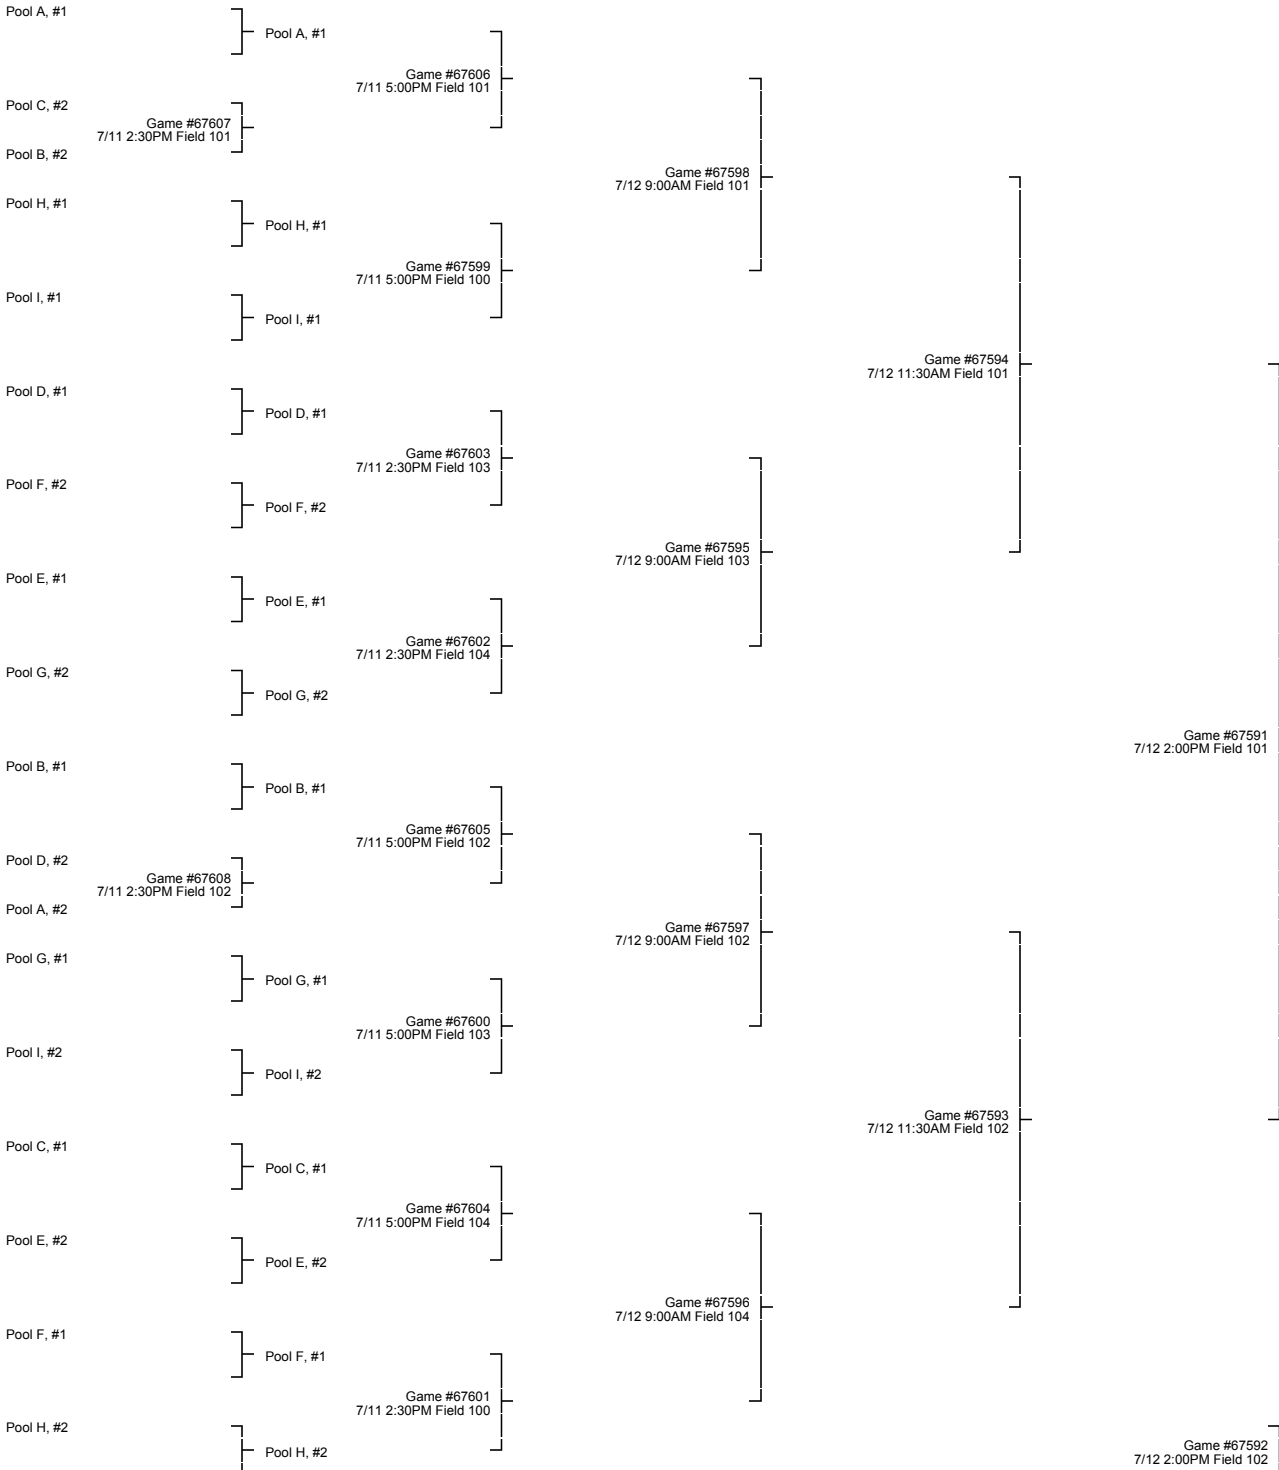 Pool A, #1
Pool A, #1
Game #67606
7/11 5:00PM Field 101
Pool C, #2
Game #67607
7/11 2:30PM Field 101
Pool B, #2
Game #67598
7/12 9:00AM Field 101
Pool H, #1
Pool H, #1
Game #67599
7/11 5:00PM Field 100
Pool I, #1
Pool I, #1
Game #67594
7/12 11:30AM Field 101
Pool D, #1
Pool D, #1
Game #67603
7/11 2:30PM Field 103
Pool F, #2
Pool F, #2
Game #67595
7/12 9:00AM Field 103
Pool E, #1
Pool E, #1
Game #67602
7/11 2:30PM Field 104
Pool G, #2
Pool G, #2
Game #67591
7/12 2:00PM Field 101
Pool B, #1
Pool B, #1
Game #67605
7/11 5:00PM Field 102
Pool D, #2
Game #67608
7/11 2:30PM Field 102
Pool A, #2
Game #67597
7/12 9:00AM Field 102
Pool G, #1
Pool G, #1
Game #67600
7/11 5:00PM Field 103
Pool I, #2
Pool I, #2
Game #67593
7/12 11:30AM Field 102
Pool C, #1
Pool C, #1
Game #67604
7/11 5:00PM Field 104
Pool E, #2
Pool E, #2
Game #67596
7/12 9:00AM Field 104
Pool F, #1
Pool F, #1
Game #67601
7/11 2:30PM Field 100
Pool H, #2
Pool H, #2
Game #67592
7/12 2:00PM Field 102